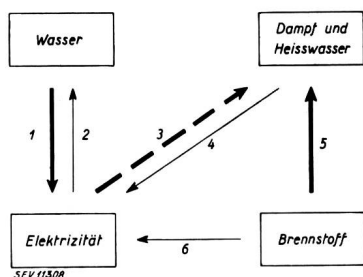 Wasser
Dampf und
Heisswasser
1
2
3
4
5
Elektrizität
6
Brennstoff
SEV 11308